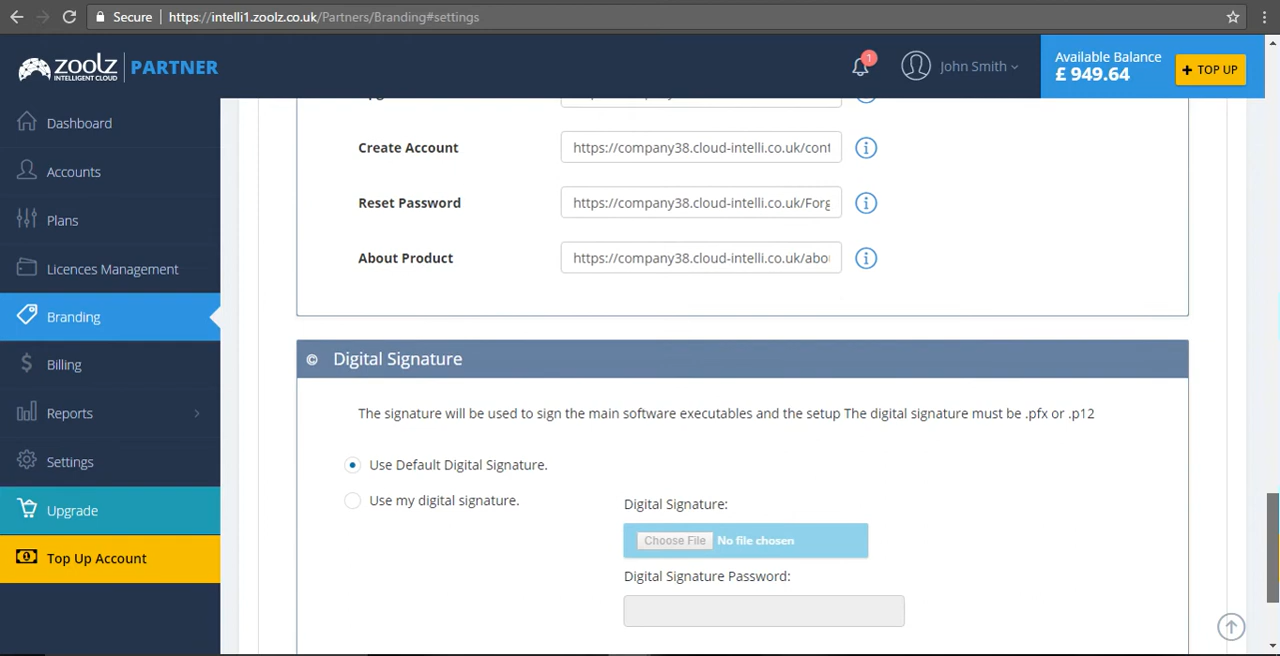 Secure https://intelli1.zoolz.co.uk/Partners/Branding#settings
zoolz
INTELLIGENT CLOUD
PARTNER
1
John Smith
Available Balance
£ 949.64
+ TOP UP
Dashboard
Accounts
Plans
Licences Management
Branding
Billing
Reports
Settings
Upgrade
Top Up Account
Create Account
https://company38.cloud-intelli.co.uk/cont
Reset Password
https://company38.cloud-intelli.co.uk/Forg
About Product
https://company38.cloud-intelli.co.uk/abo
© Digital Signature
The signature will be used to sign the main software executables and the setup The digital signature must be .pfx or .p12
Use Default Digital Signature.
Use my digital signature.
Digital Signature:
Choose File No file chosen
Digital Signature Password: